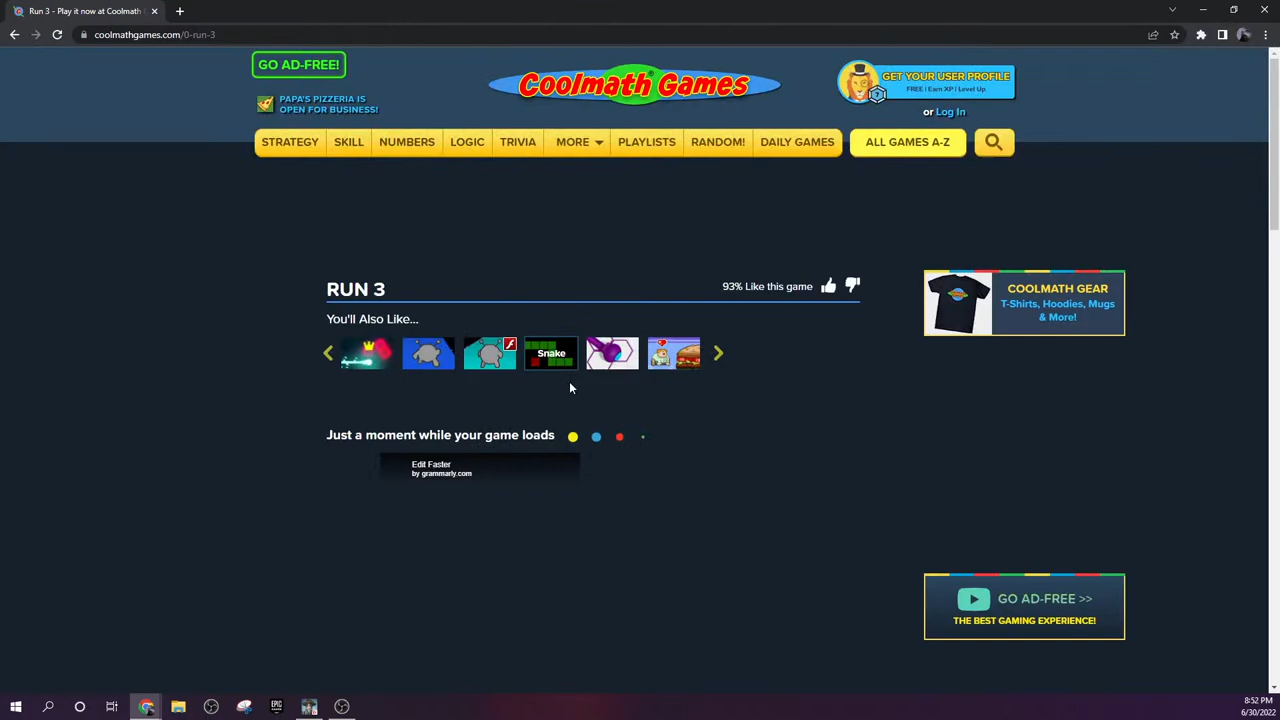 Run 3 - Play it now at Coolmath
coolmathgames.com/0-run-3
GO AD-FREE!
PAPA'S PIZZERIA IS
OPEN FOR BUSINESS!
Coolmath Games
GET YOUR USER PROFILE
FREE | Earn XP | Level Up
or Log In
STRATEGY SKILL NUMBERS LOGIC TRIVIA MORE PLAYLISTS RANDOM! DAILY GAMES ALL GAMES A-Z
RUN 3
93% Like this game
You'll Also Like...
Snake
COOLMATH GEAR
T-Shirts, Hoodies, Mugs
& More!
Just a moment while your game loads
Edit Faster
by grammarly.com
GO AD-FREE >>
THE BEST GAMING EXPERIENCE!
EPIC
8:52 PM
6/30/2022